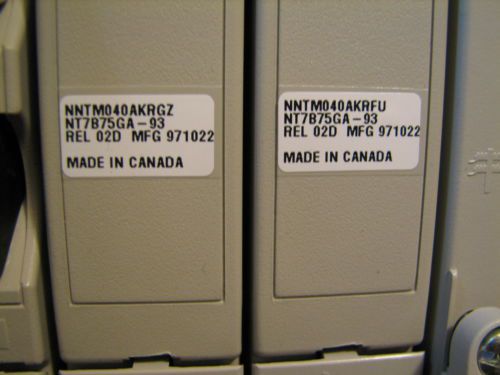 NNTM040AKRGZ
NT7B75GA-93
REL 02D MFG 971022
MADE IN CANADA
NNTM040AKRFU
NT7B75GA-93
REL 02D MFG 971022
MADE IN CANADA